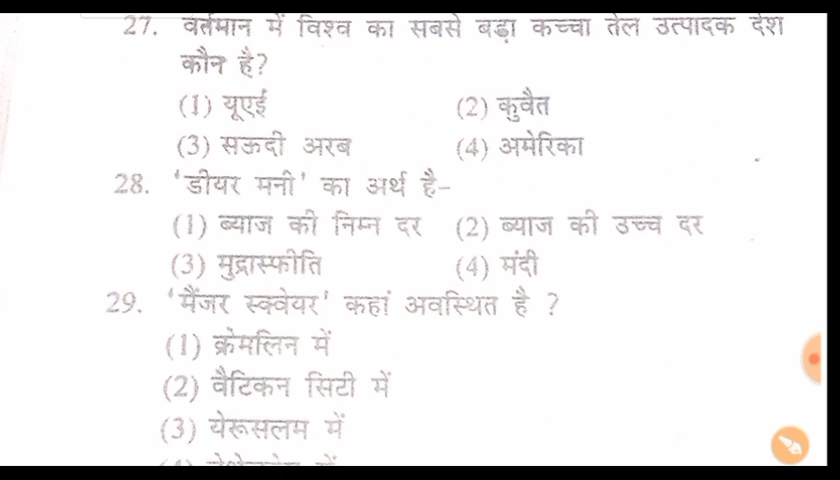 27. वर्तमान में विश्व का सबसे बड़ा कच्चा तेल उत्पादक देश
कौन है?
(1) यूएई (2) कुवैत
(3) सऊदी अरब (4) अमेरिका
28. 'डीयर मनी' का अर्थ है-
(1) ब्याज की निम्न दर (2) ब्याज की उच्च दर
(3) मुद्रास्फीति (4) मंदी
29. 'मैंजर स्क्वेयर' कहां अवस्थित है ?
(1) क्रेमलिन में
(2) वैटिकन सिटी में
(3) येरूसलम में